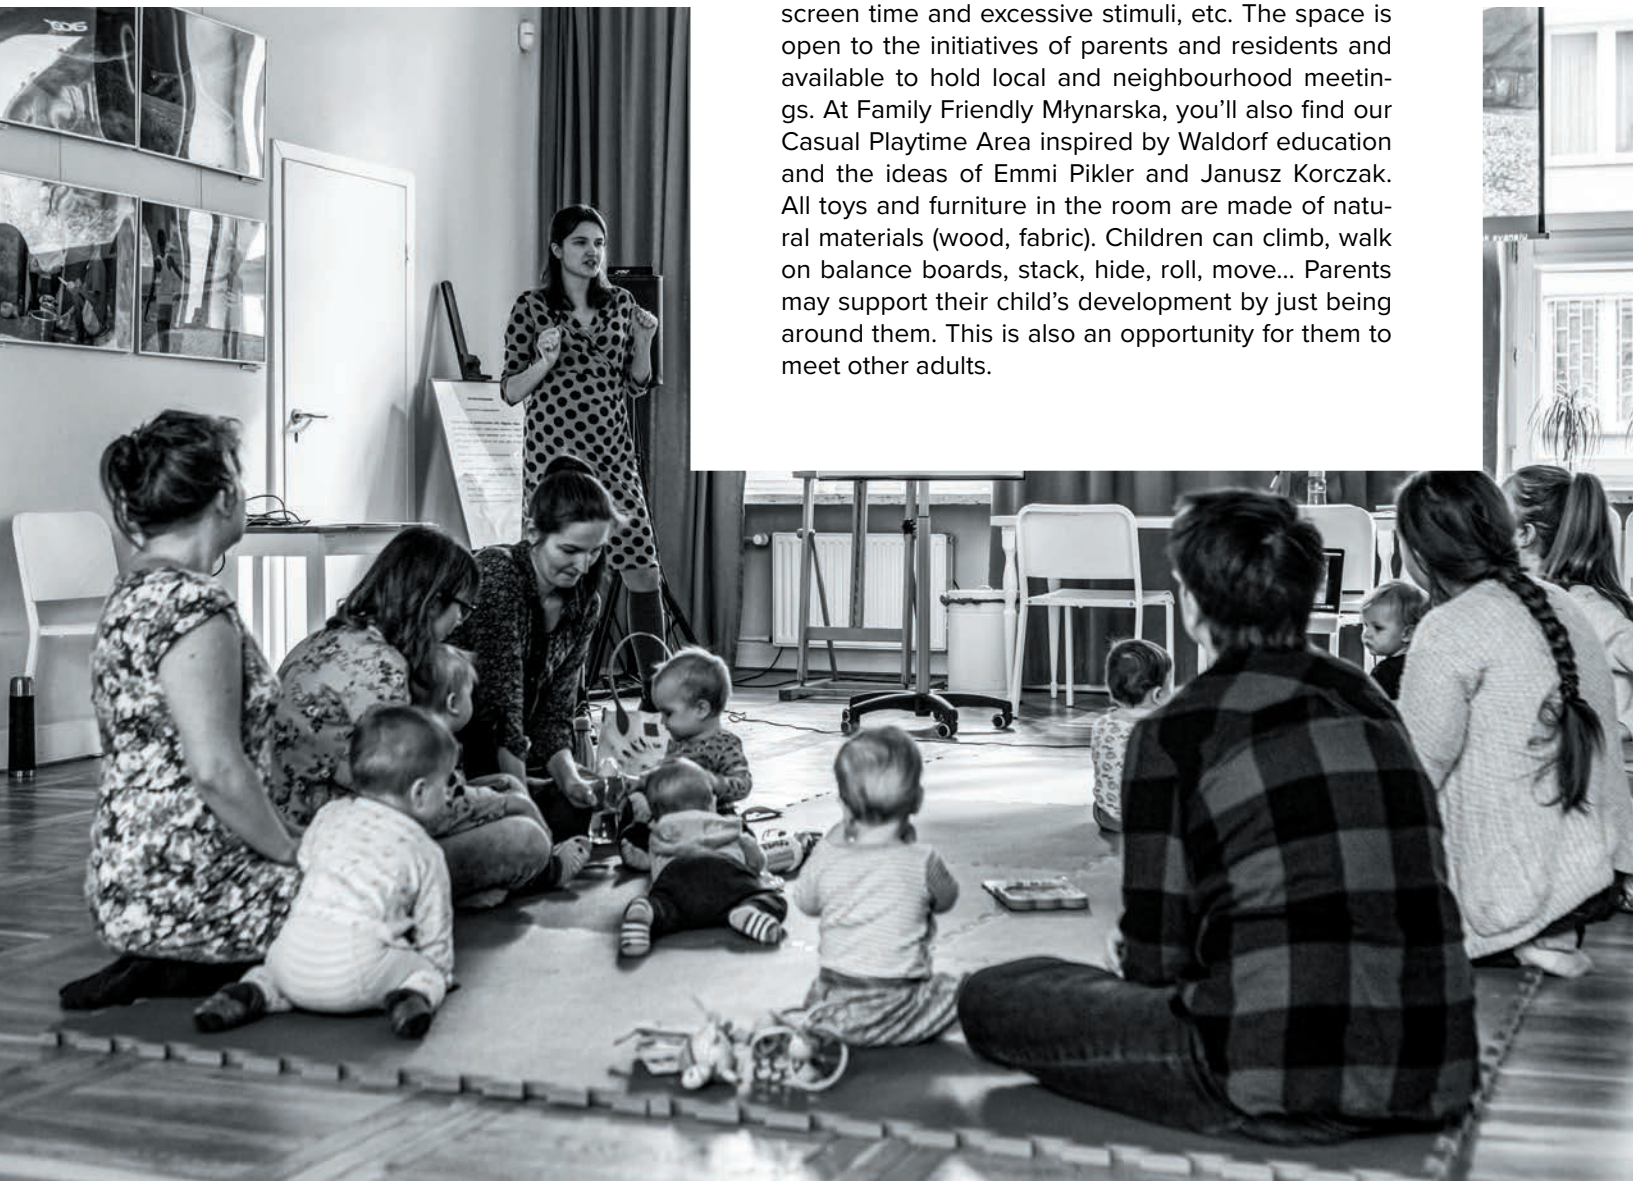 screen time and excessive stimuli, etc. The space is
open to the initiatives of parents and residents and
available to hold local and neighbourhood meetin-
gs. At Family Friendly Młynarska, you’ll also find our
Casual Playtime Area inspired by Waldorf education
and the ideas of Emmi Pikler and Janusz Korczak.
All toys and furniture in the room are made of natu-
ral materials (wood, fabric). Children can climb, walk
on balance boards, stack, hide, roll, move... Parents
may support their child’s development by just being
around them. This is also an opportunity for them to
meet other adults.